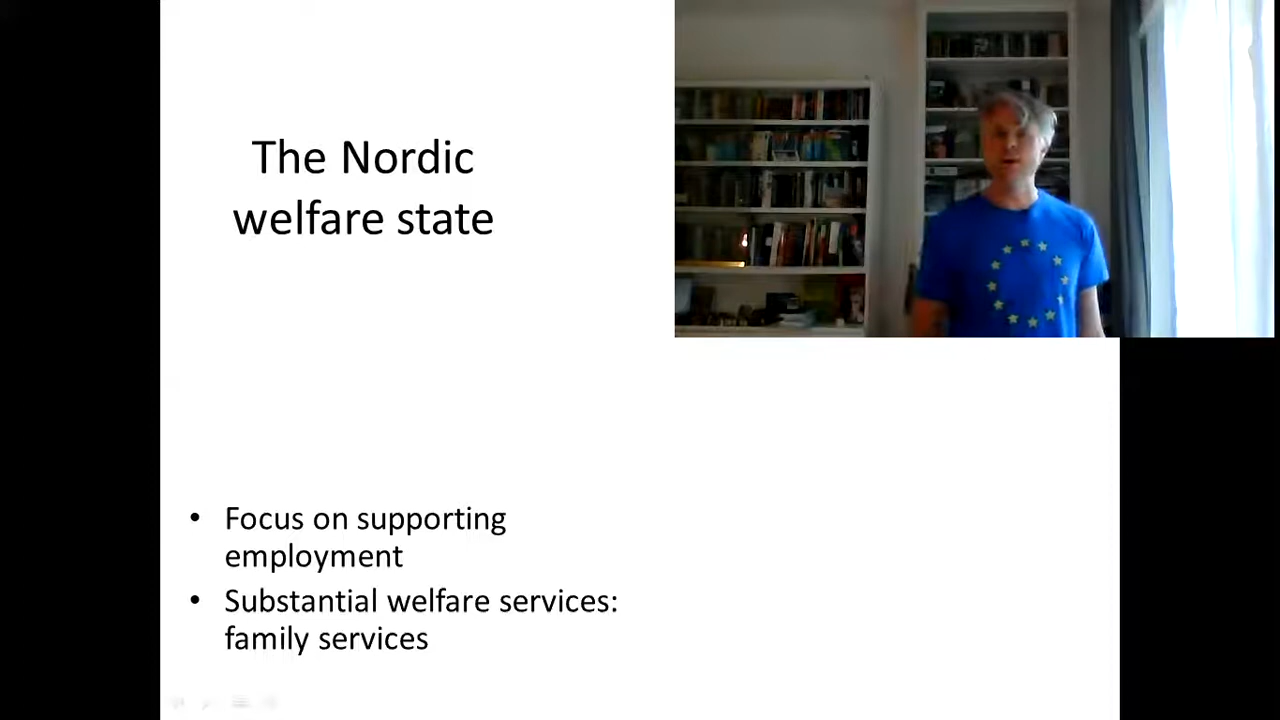 The Nordic
welfare state
• Focus on supporting
employment
• Substantial welfare services:
family services